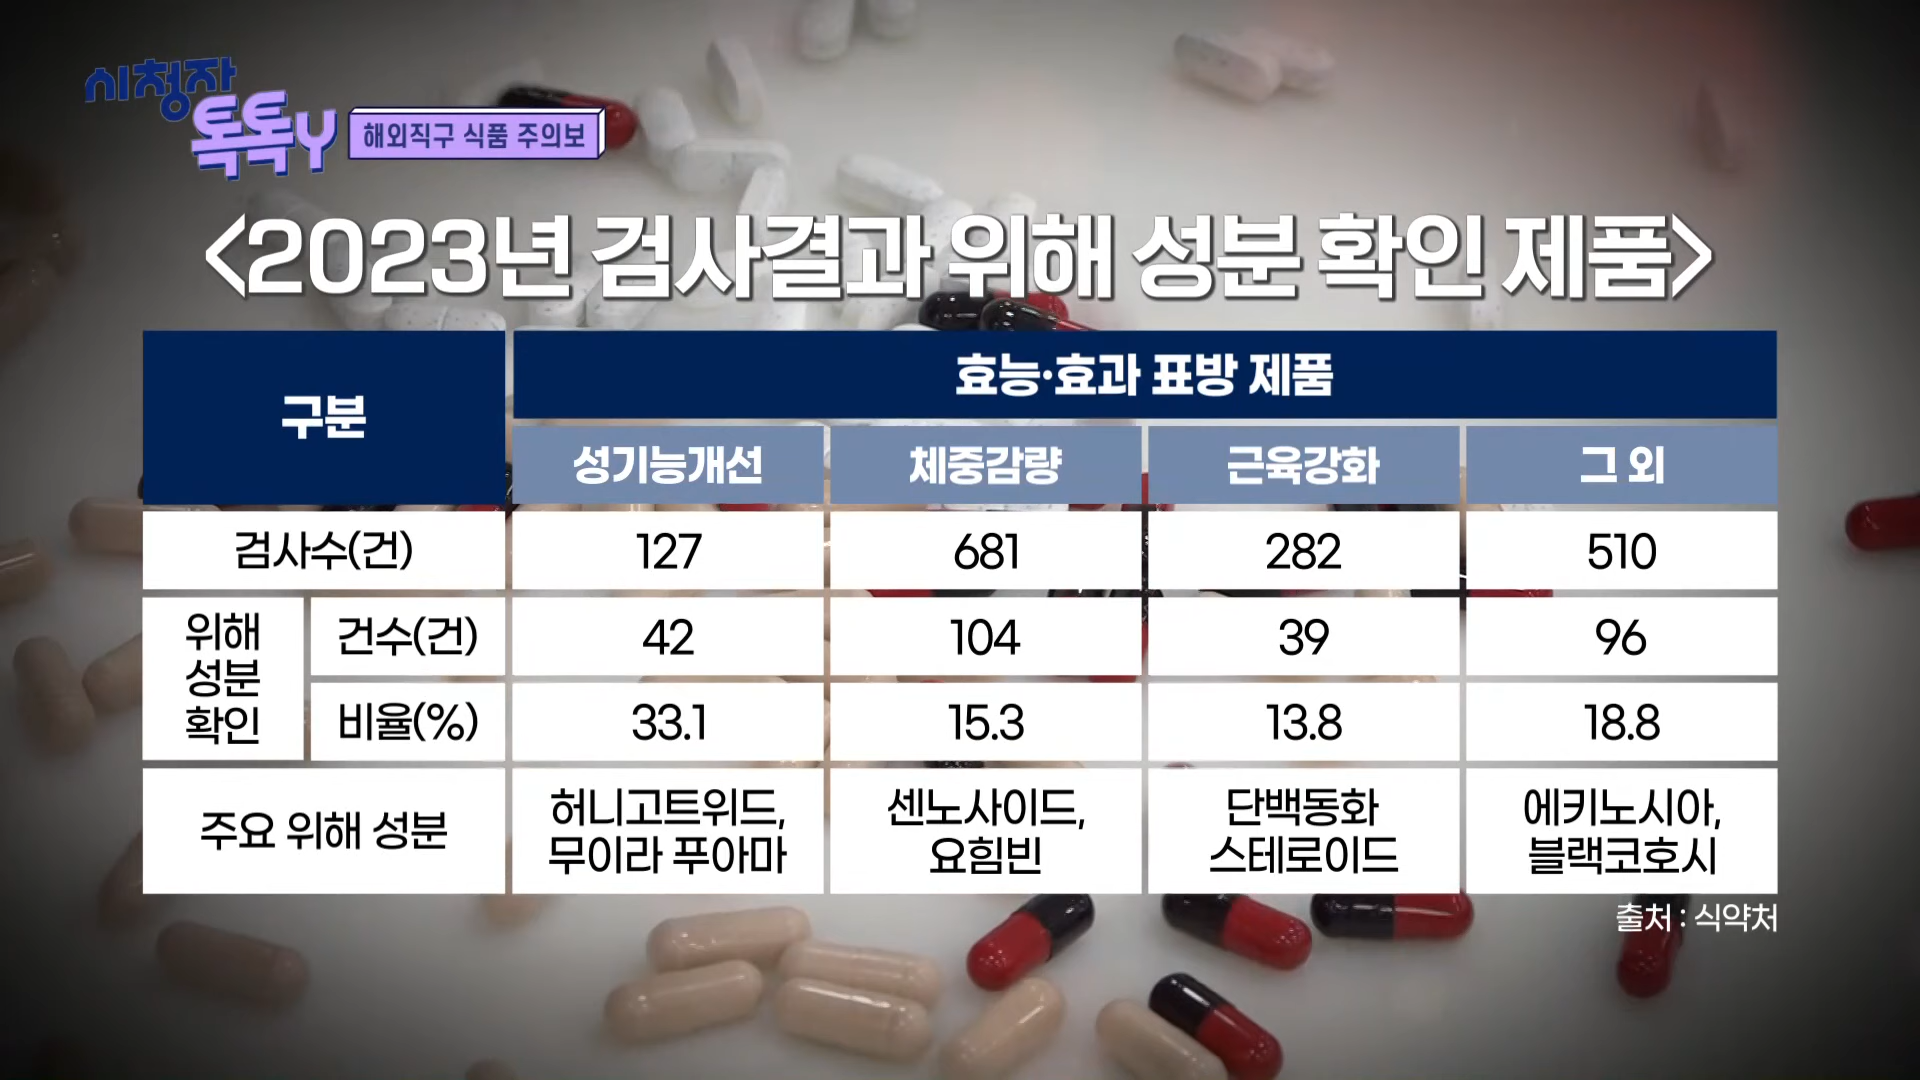 시청자
톡톡Y
해외직구 식품 주의보
<2023년 검사결과 위해 성분 확인 제품>
구분
효능·효과 표방 제품
성기능개선 체중감량 근육강화 그 외
검사수(건) 127 681 282 510
위해
성분
확인
건수(건) 42 104 39 96
비율(%) 33.1 15.3 13.8 18.8
주요 위해 성분
허니고트위드,
무이라 푸아마
센노사이드,
요힘빈
단백동화
스테로이드
에키노시아,
블랙코호시
출처 : 식약처